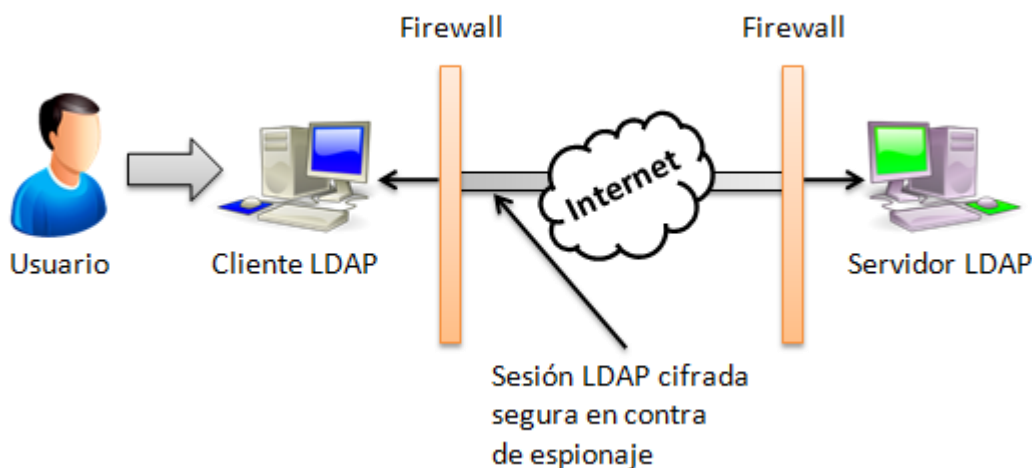 Firewall
Firewall
Internet
Usuario
Cliente LDAP
Servidor LDAP
Sesión LDAP cifrada
segura en contra
de espionaje